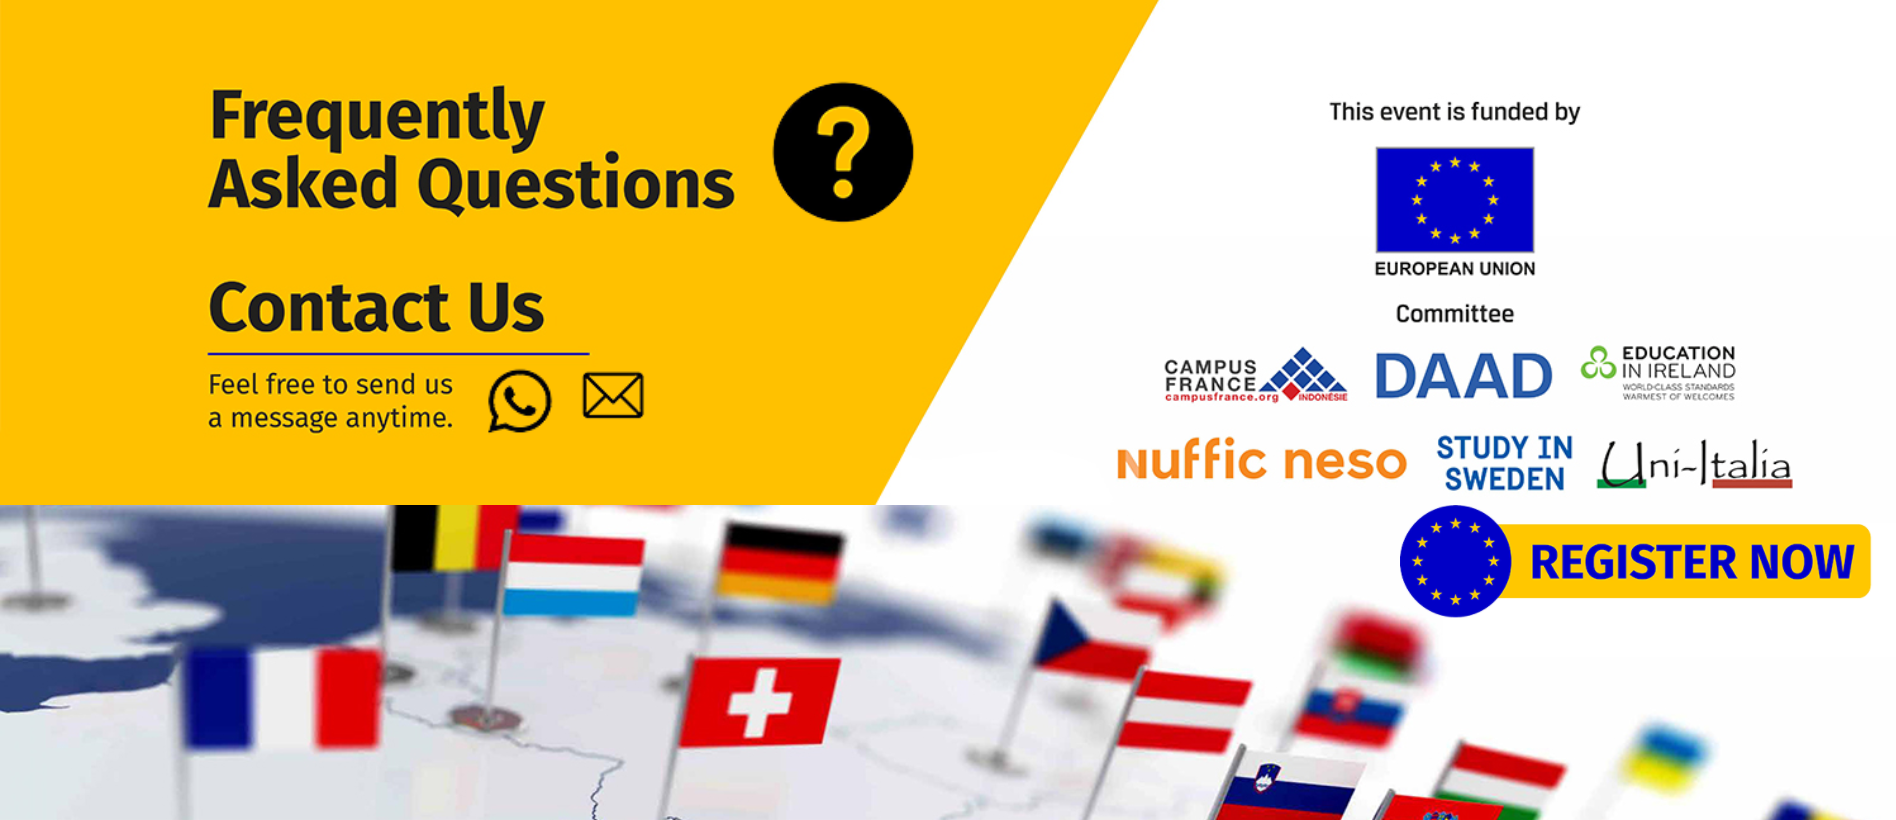 Frequently
Asked Questions
?
Contact Us
Feel free to send us
a message anytime.
This event is funded by
EUROPEAN UNION
Committee
CAMPUS
FRANCE
campusfrance.org
INDONÉSIE
DAAD
EDUCATION
IN IRELAND
WORLD-CLASS STANDARDS
WARMEST OF WELCOMES
Nuffic neso
STUDY IN
SWEDEN
Uni-Italia
REGISTER NOW